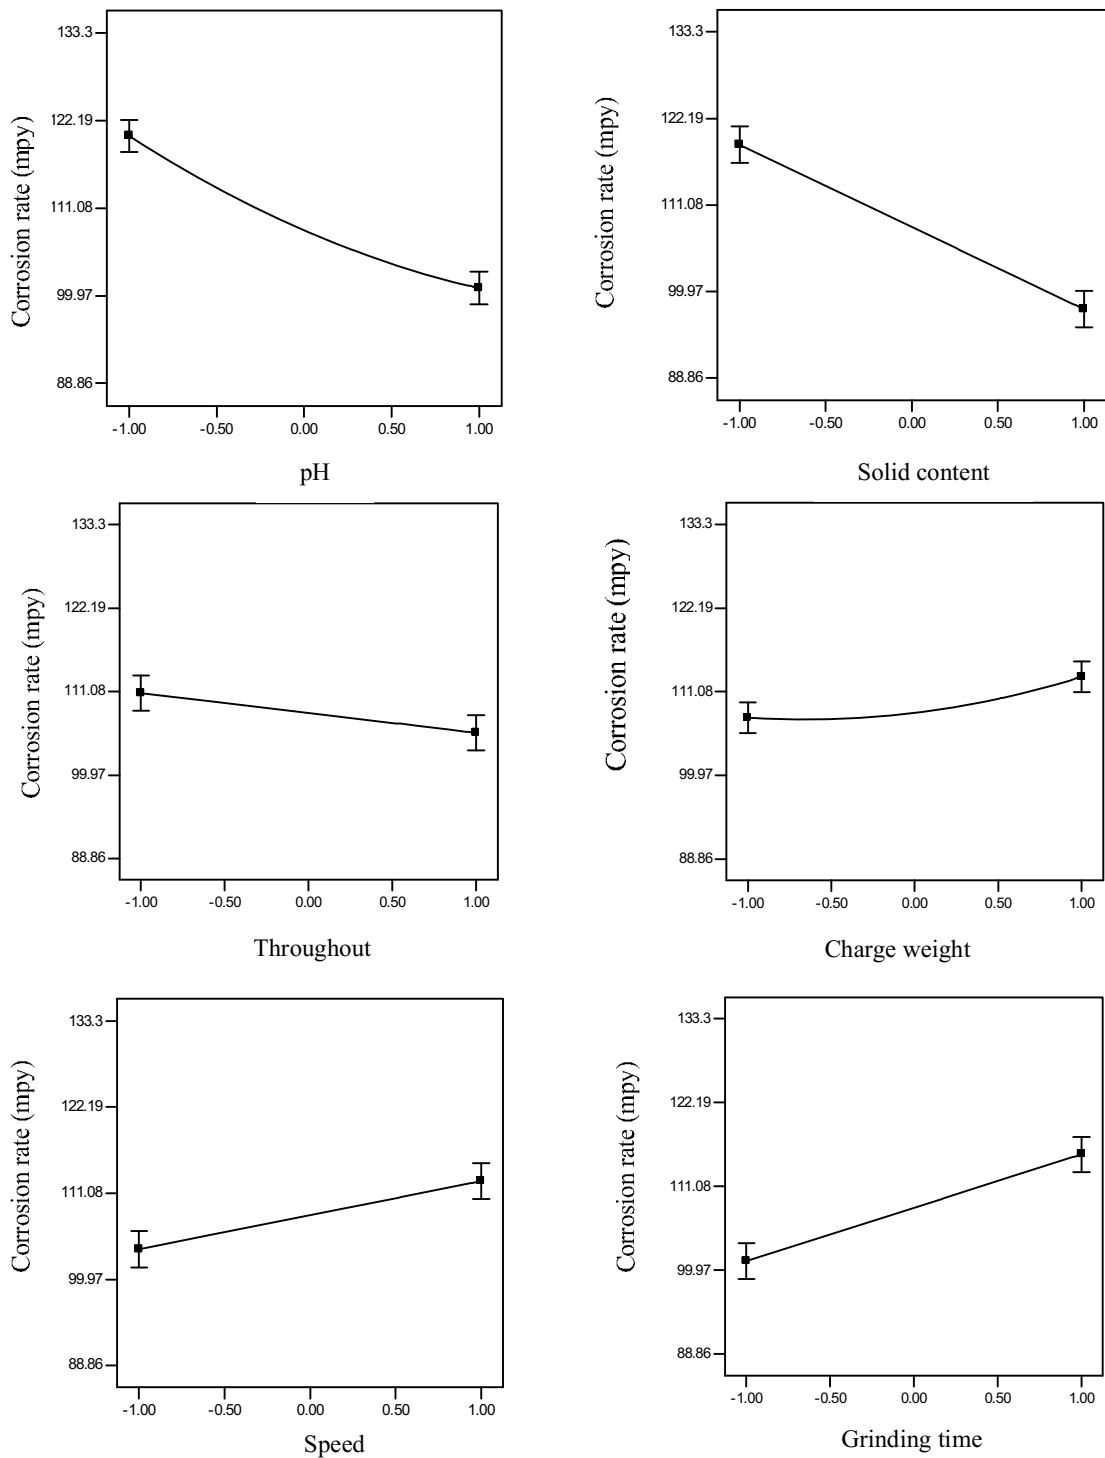 133.3
122.19
111.08
99.97
88.86
Corrosion rate (mpy)
-1.00 -0.50 0.00 0.50 1.00
pH
133.3
122.19
111.08
99.97
88.86
Corrosion rate (mpy)
-1.00 -0.50 0.00 0.50 1.00
Solid content
133.3
122.19
111.08
99.97
88.86
Corrosion rate (mpy)
-1.00 -0.50 0.00 0.50 1.00
Throughout
133.3
122.19
111.08
99.97
88.86
Corrosion rate (mpy)
-1.00 -0.50 0.00 0.50 1.00
Charge weight
133.3
122.19
111.08
99.97
88.86
Corrosion rate (mpy)
-1.00 -0.50 0.00 0.50 1.00
Speed
133.3
122.19
111.08
99.97
88.86
Corrosion rate (mpy)
-1.00 -0.50 0.00 0.50 1.00
Grinding time